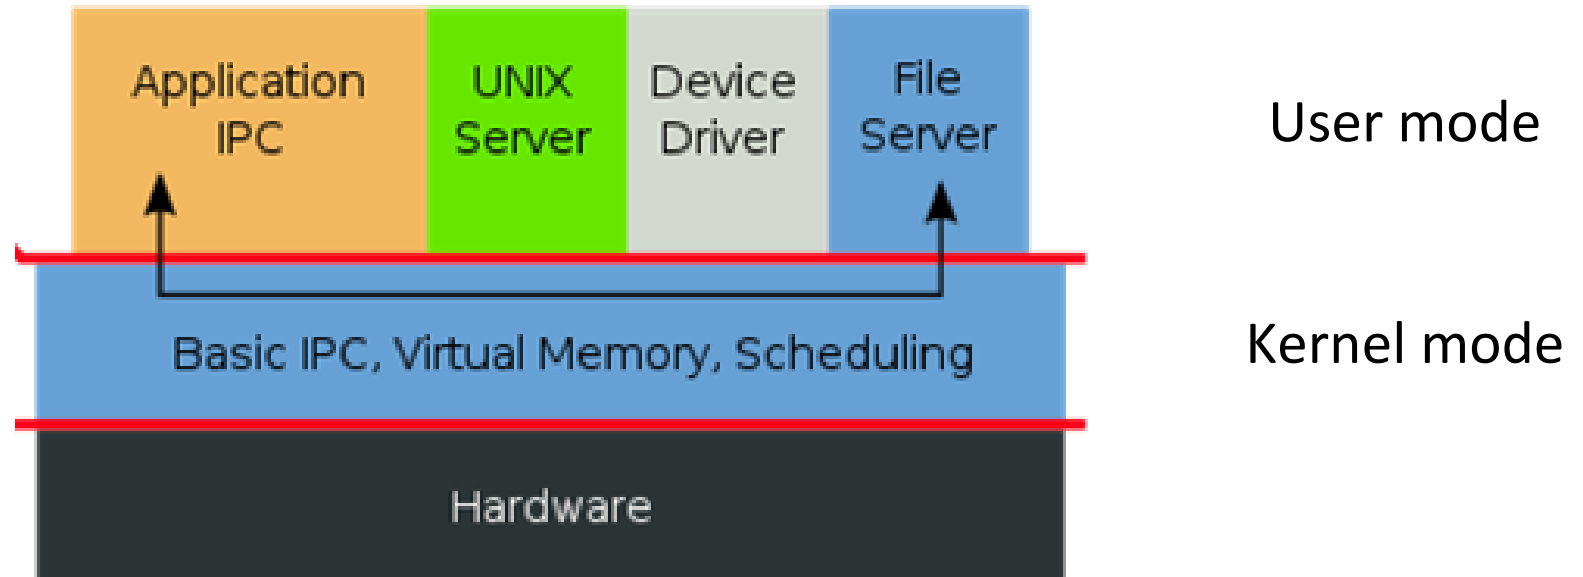 Application
IPC
UNIX
Server
Device
Driver
File
Server
User mode
Basic IPC, Virtual Memory, Scheduling
Kernel mode
Hardware